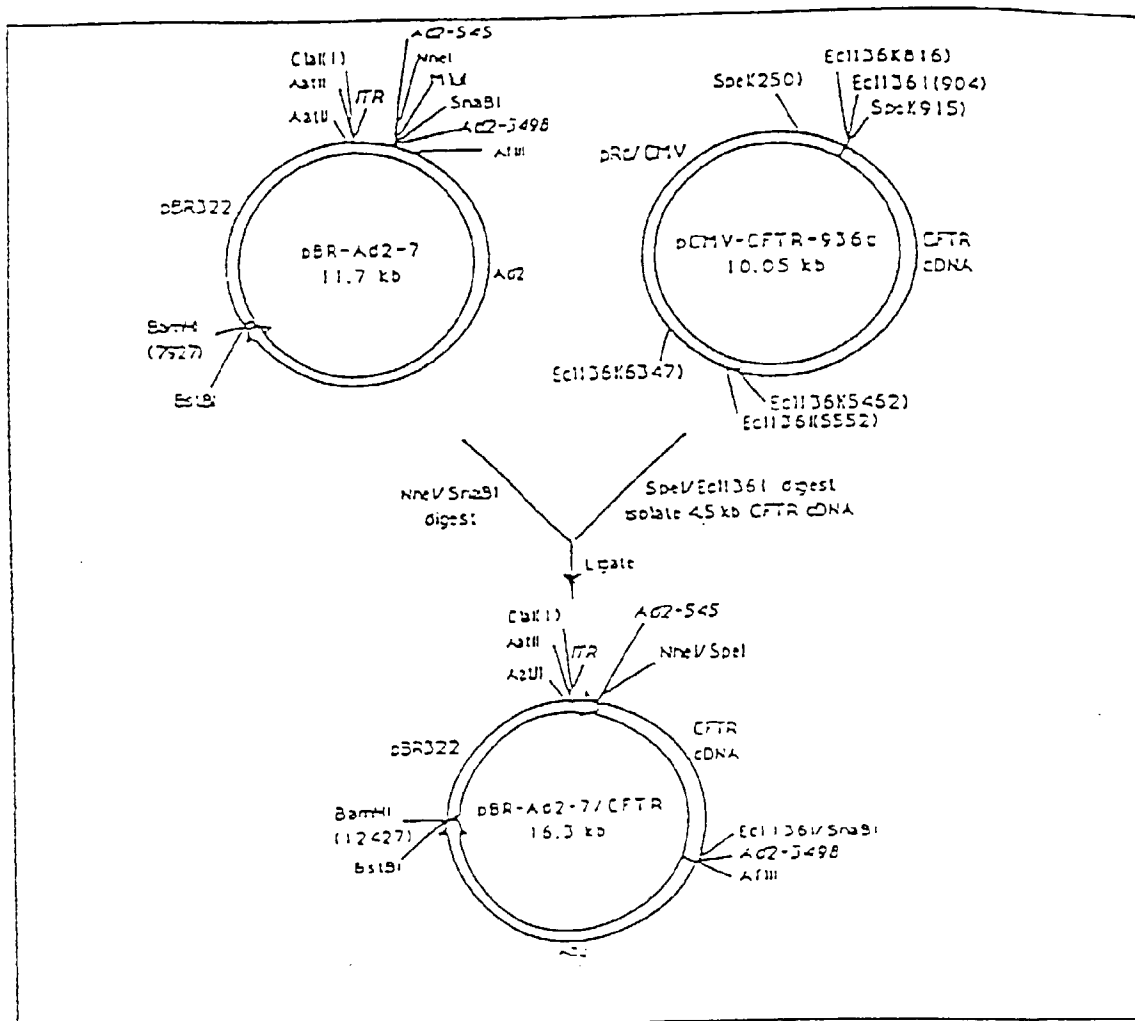 Ad2-545
ClaI(1)
NheI
AatII
ITR
MluI
SnaBI
AatII
Ad2-3498
AflII
pBR322
pBR-Ad2-7
11.7 kb
Ad2
BamHI
(7927)
BstBI
Ecl136I(816)
SpeI(250)
Ecl1361(904)
SpeI(915)
pRc/CMV
pCMV-CFTR-936c
10.05 kb
CFTR
cDNA
Ecl136I(6347)
Ecl136I(5452)
Ecl136I(5552)
NheI/SnaBI
digest
SpeI/Ecl1361 digest
isolate 4.5 kb CFTR cDNA
Ligate
ClaI(1)
Ad2-545
AatII
ITR
NheI/SpeI
AatII
CFTR
cDNA
pBR322
pBR-Ad2-7/CFTR
16.3 kb
BamHI
(12427)
BstBI
Ecl136I/SnaBI
Ad2-3498
AflII